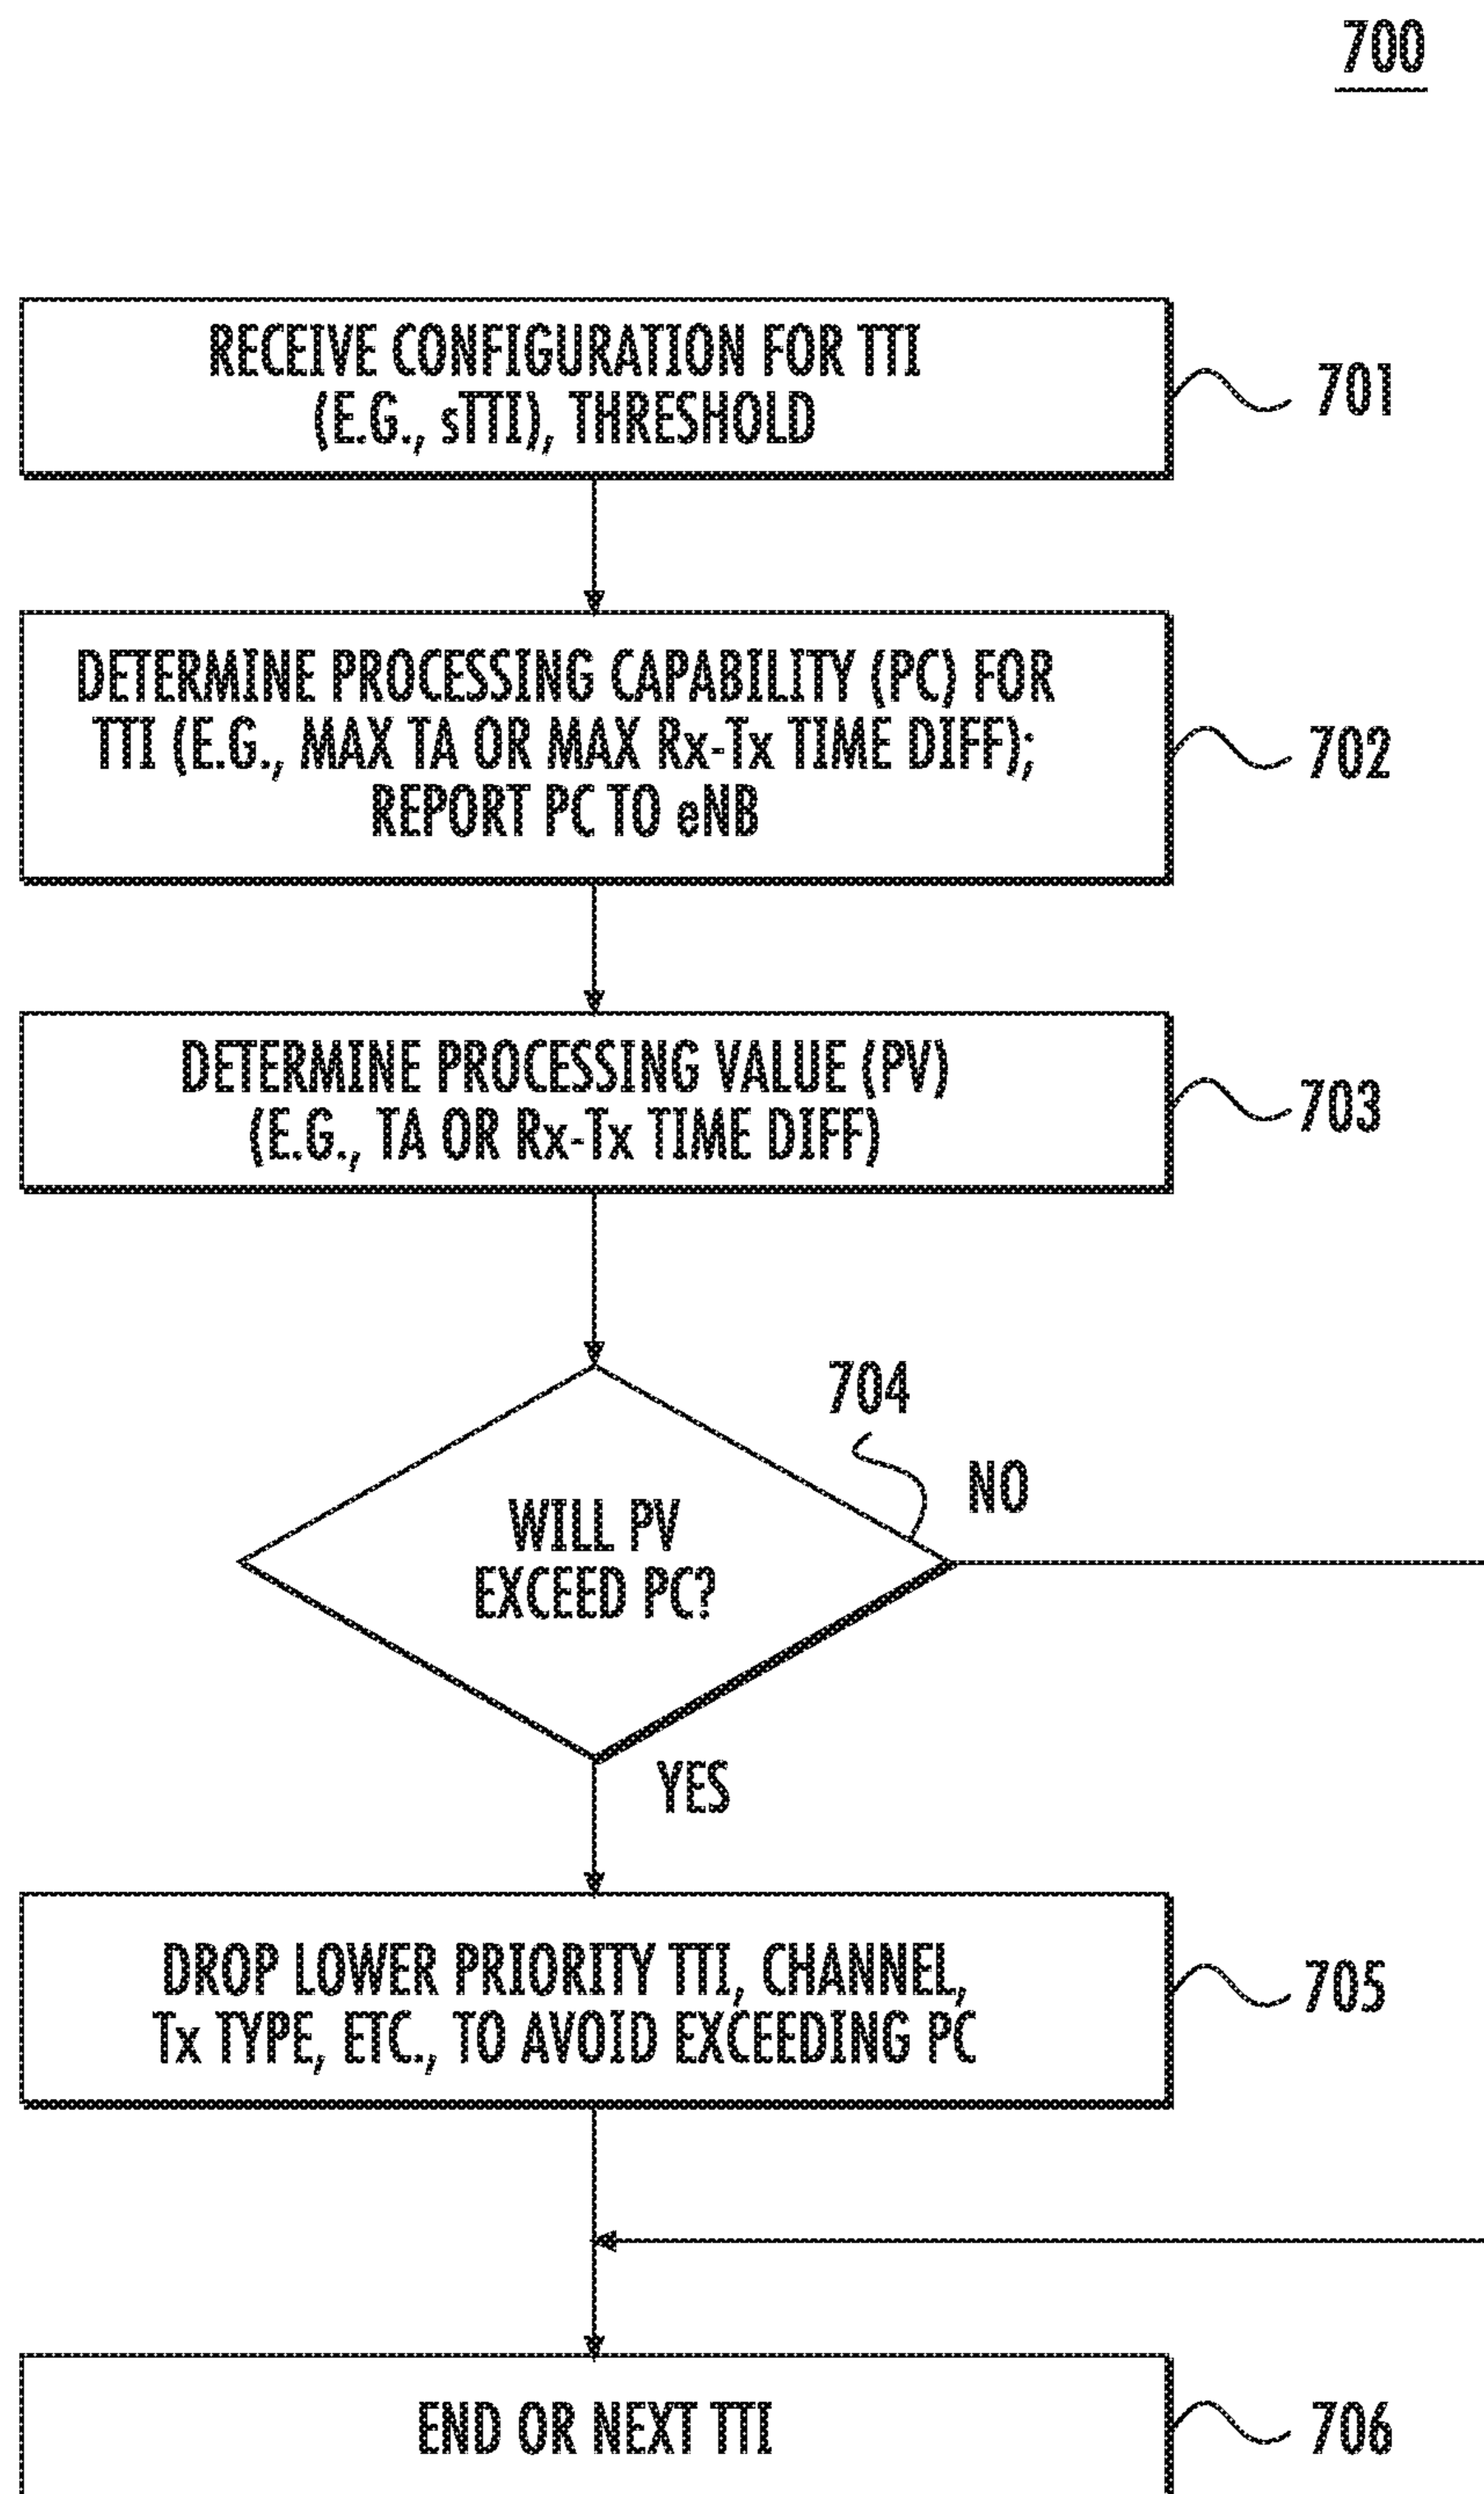 700
RECEIVE CONFIGURATION FOR TTI
(E.G., sTTI), THRESHOLD
701
DETERMINE PROCESSING CAPABILITY (PC) FOR
TTI (E.G., MAX TA OR MAX Rx-Tx TIME DIFF);
REPORT PC TO eNB
702
DETERMINE PROCESSING VALUE (PV)
(E.G., TA OR Rx-Tx TIME DIFF)
703
704
NO
WILL PV
EXCEED PC?
YES
DROP LOWER PRIORITY TTI, CHANNEL,
Tx TYPE, ETC., TO AVOID EXCEEDING PC
705
END OR NEXT TTI
706